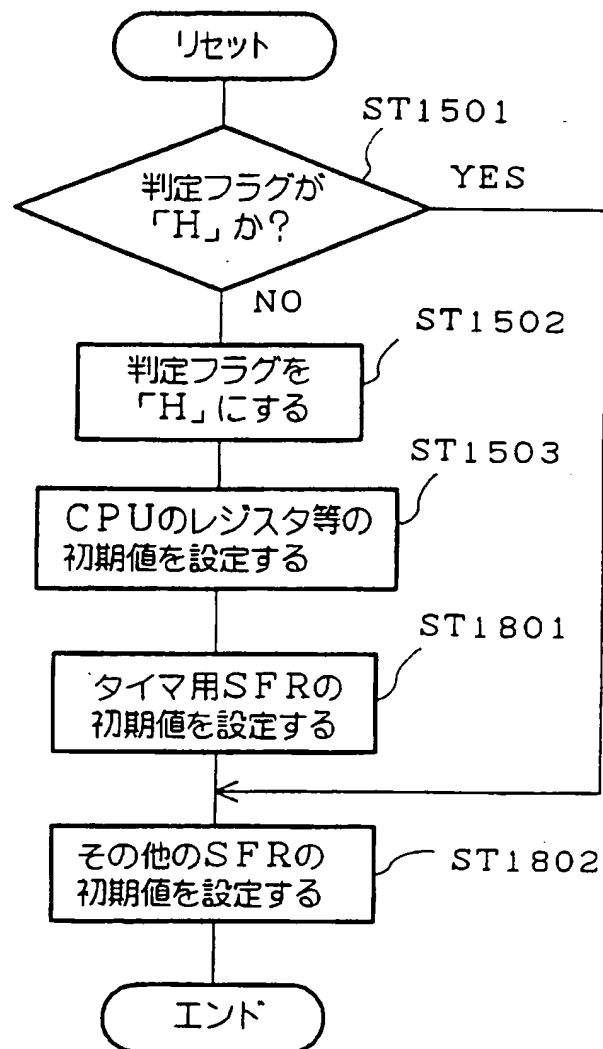 リセット
ST1501
判定フラグが
「H」か?
YES
NO
ST1502
判定フラグを
「H」にする
ST1503
CPUのレジスタ等の
初期値を設定する
ST1801
タイマ用SFRの
初期値を設定する
その他のSFRの
初期値を設定する
ST1802
エンド